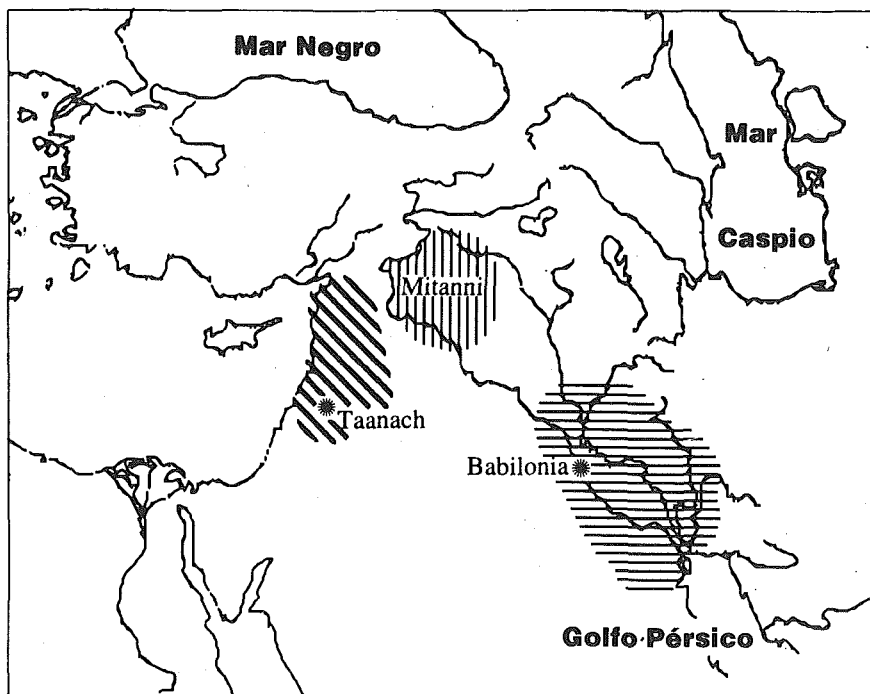 Mar Negro
Mar
Caspio
Mitanni
Taanach
Babilonia
Golfo Pérsico